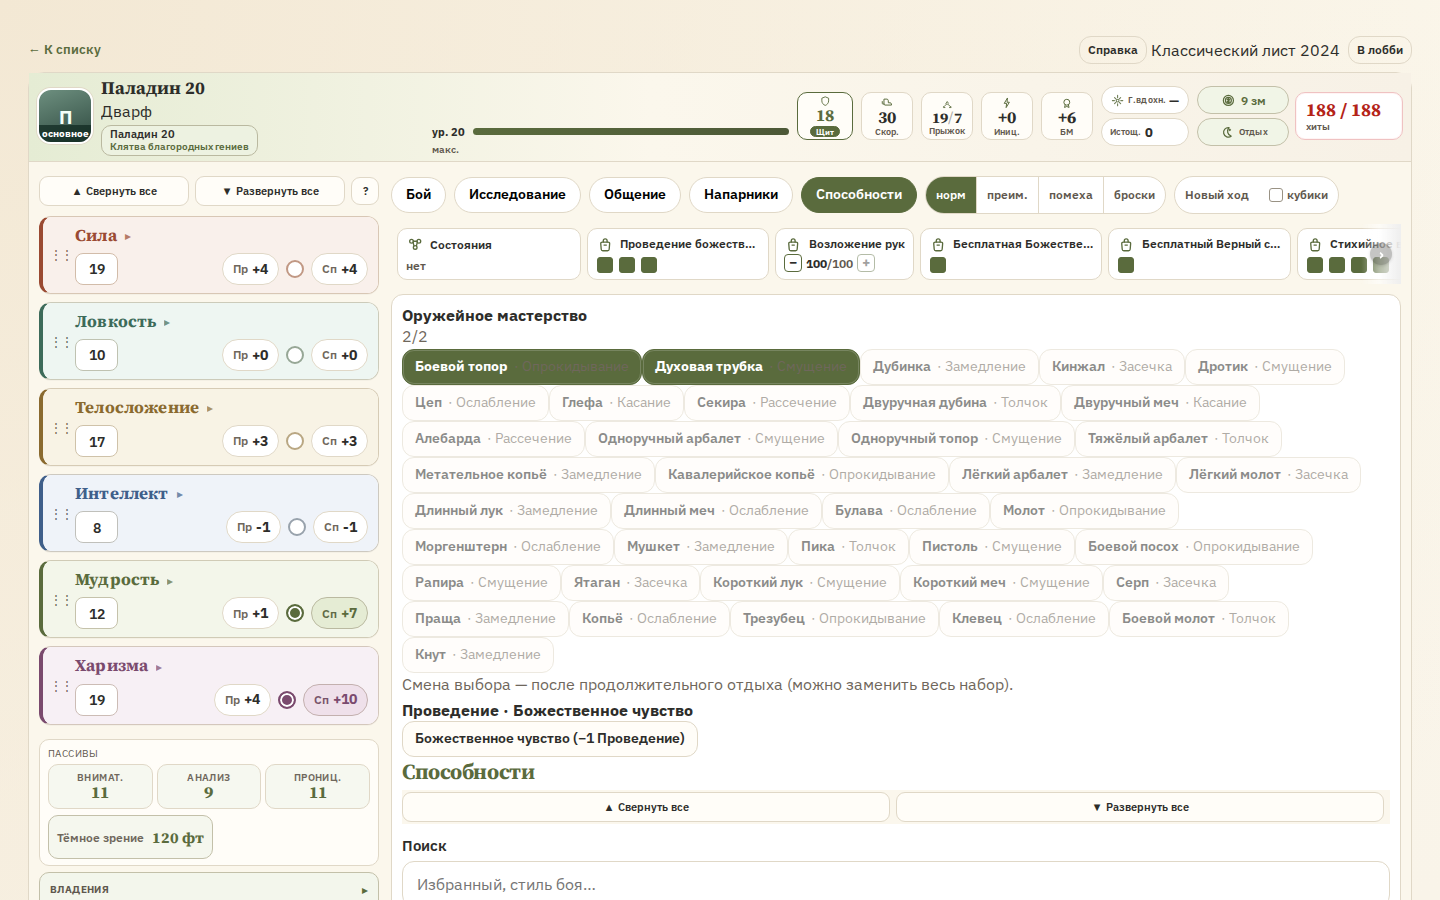 ← К списку
Справка Классический лист 2024 В лобби
П
основное
Паладин 20
Дварф
Паладин 20
Клятва благородных гениев
ур. 20
макс.
18
Щит
30
Скор.
19/7
Прыжок
+0
Иниц.
+6
БМ
Г.вдохн. —
Истощ. 0
9 зм
Отдых
188 / 188
хиты
▲ Свернуть все ▼ Развернуть все ?
Бой Исследование Общение Напарники Способности норм преим. помеха броски Новый ход кубики
Состояния
нет
Проведение божеств…
Возложение рук
− 100/100 +
Бесплатная Божестве…
Бесплатный Верный с…
Стихийное
›
Сила ▸
19 Пр +4 Сп +4
Ловкость ▸
10 Пр +0 Сп +0
Телосложение ▸
17 Пр +3 Сп +3
Интеллект ▸
8 Пр -1 Сп -1
Мудрость ▸
12 Пр +1 Сп +7
Харизма ▸
19 Пр +4 Сп +10
ПАССИВЫ
ВНИМАТ. АНАЛИЗ ПРОНИЦ.
11 9 11
Тёмное зрение 120 фт
ВЛАДЕНИЯ ▸
Оружейное мастерство
2/2
Боевой топор · Опрокидывание Духовая трубка · Смущение Дубинка · Замедление Кинжал · Засечка Дротик · Смущение
Цеп · Ослабление Глефа · Касание Секира · Рассечение Двуручная дубина · Толчок Двуручный меч · Касание
Алебарда · Рассечение Одноручный арбалет · Смущение Одноручный топор · Смущение Тяжёлый арбалет · Толчок
Метательное копьё · Замедление Кавалерийское копьё · Опрокидывание Лёгкий арбалет · Замедление Лёгкий молот · Засечка
Длинный лук · Замедление Длинный меч · Ослабление Булава · Ослабление Молот · Опрокидывание
Моргенштерн · Ослабление Мушкет · Замедление Пика · Толчок Пистоль · Смущение Боевой посох · Опрокидывание
Рапира · Смущение Ятаган · Засечка Короткий лук · Смущение Короткий меч · Смущение Серп · Засечка
Праща · Замедление Копьё · Ослабление Трезубец · Опрокидывание Клевец · Ослабление Боевой молот · Толчок
Кнут · Замедление
Смена выбора — после продолжительного отдыха (можно заменить весь набор).
Проведение · Божественное чувство
Божественное чувство (−1 Проведение)
Способности
▲ Свернуть все ▼ Развернуть все
Поиск
Избранный, стиль боя…